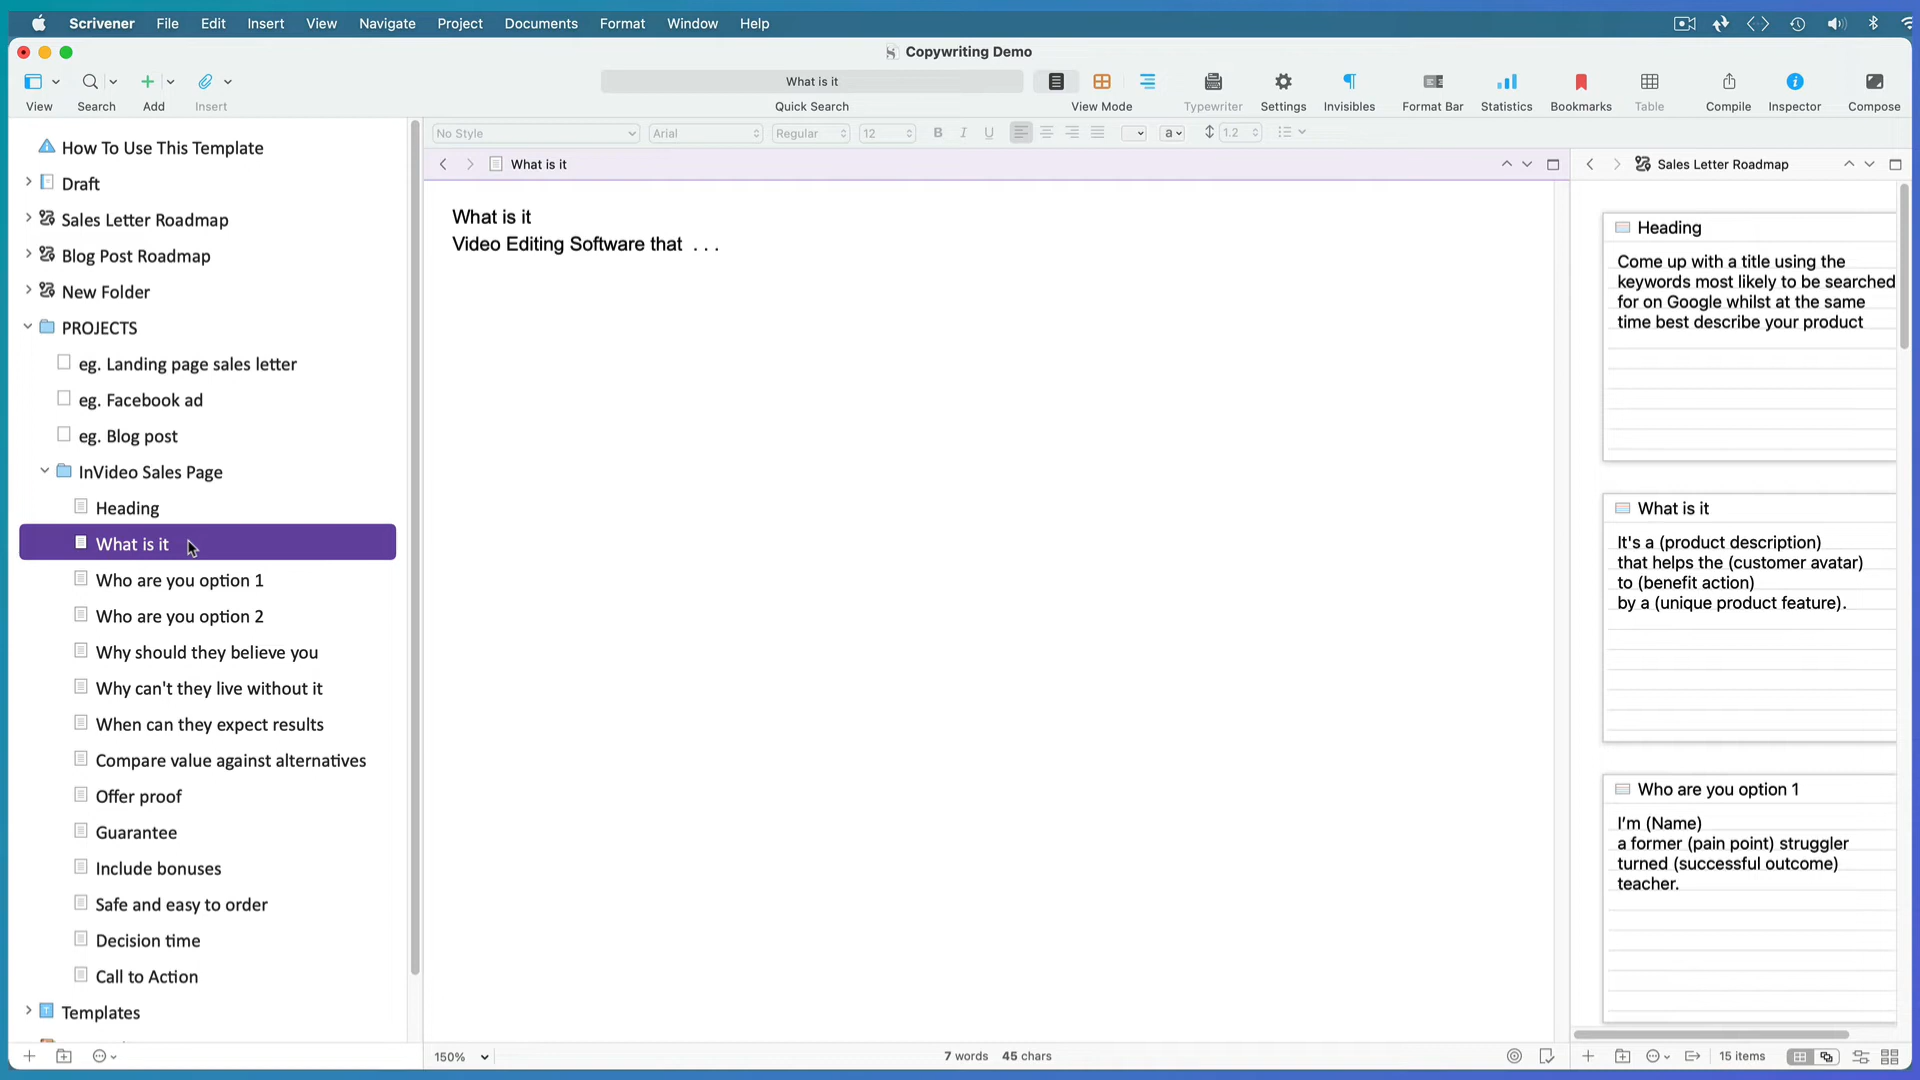 Scrivener File Edit Insert View Navigate Project Documents Format Window Help
Copywriting Demo
What is it
View Search Add Insert Quick Search View Mode Typewriter Settings Invisibles Format Bar Statistics Bookmarks Table Compile Inspector Compose
No Style Arial Regular 12 B I U a 1.2
How To Use This Template
Draft
Sales Letter Roadmap
Blog Post Roadmap
New Folder
PROJECTS
eg. Landing page sales letter
eg. Facebook ad
eg. Blog post
InVideo Sales Page
Heading
What is it
Who are you option 1
Who are you option 2
Why should they believe you
Why can't they live without it
When can they expect results
Compare value against alternatives
Offer proof
Guarantee
Include bonuses
Safe and easy to order
Decision time
Call to Action
Templates
What is it
What is it
Video Editing Software that . . .
150%
7 words 45 chars
Sales Letter Roadmap
Heading
Come up with a title using the
keywords most likely to be searched
for on Google whilst at the same
time best describe your product
What is it
It's a (product description)
that helps the (customer avatar)
to (benefit action)
by a (unique product feature).
Who are you option 1
I'm (Name)
a former (pain point) struggler
turned (successful outcome)
teacher.
15 items